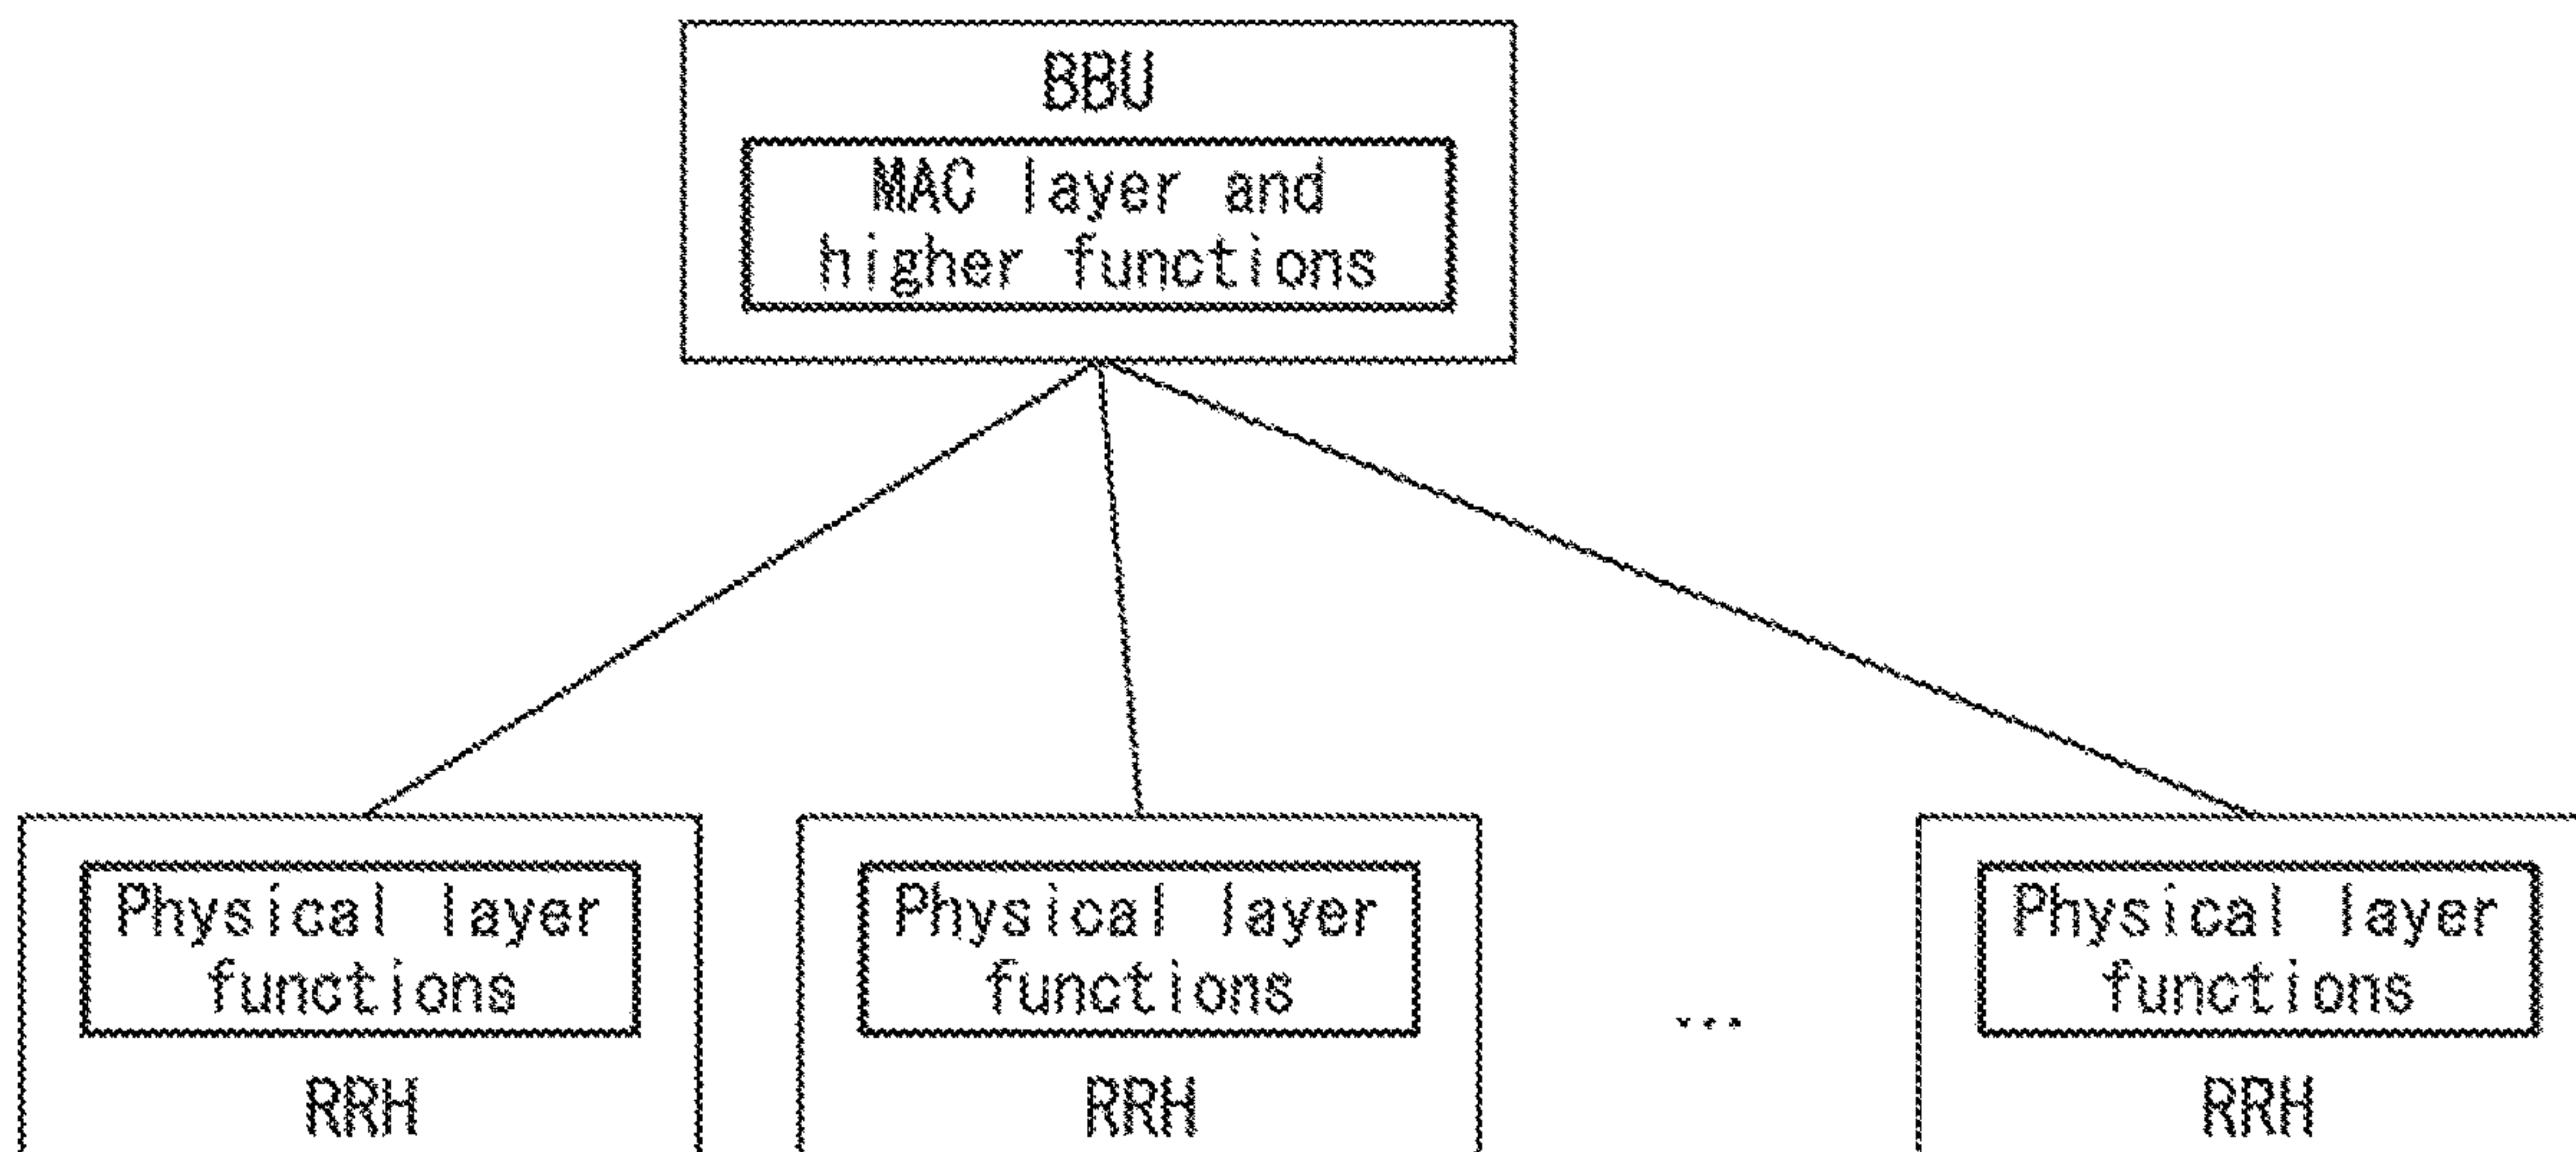 BBU
MAC layer and
higher functions
Physical layer
functions
RRH
Physical layer
functions
RRH
...
Physical layer
functions
RRH